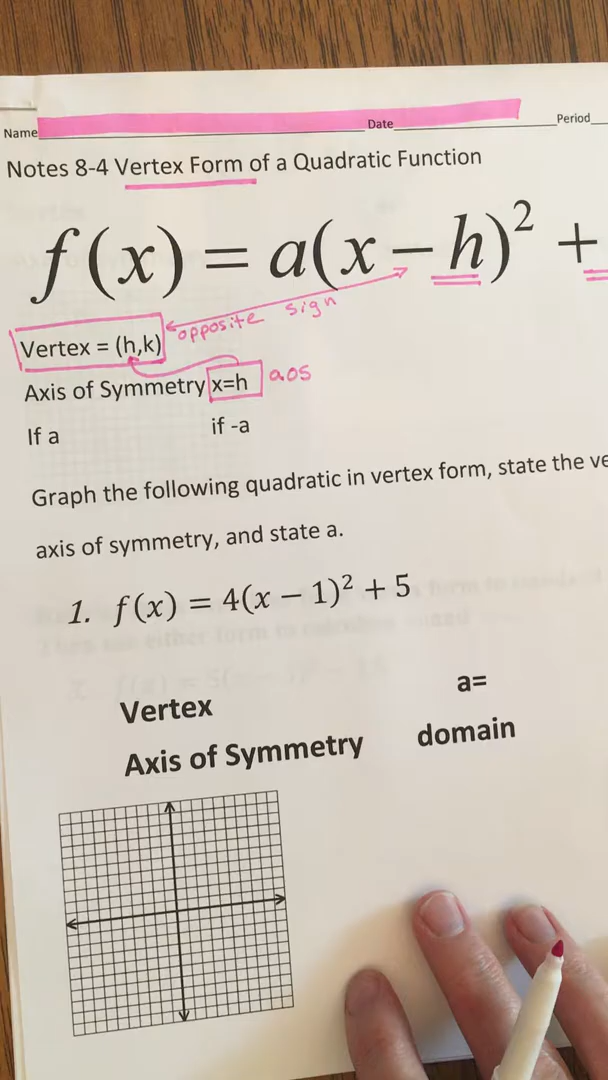 Name Date Period
Notes 8-4 Vertex Form of a Quadratic Function
f(x) = a(x − h)² +
opposite sign
Vertex = (h,k)
Axis of Symmetry x=h aos
If a if -a
Graph the following quadratic in vertex form, state the
axis of symmetry, and state a.
1. f(x) = 4(x − 1)² + 5
Vertex a=
Axis of Symmetry domain